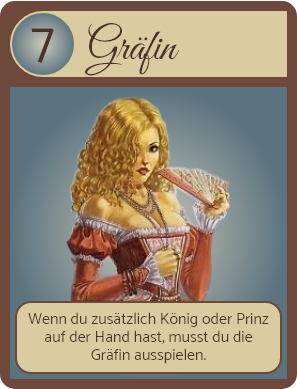 7 Gräfin
Wenn du zusätzlich König oder Prinz
auf der Hand hast, musst du die
Gräfin ausspielen.